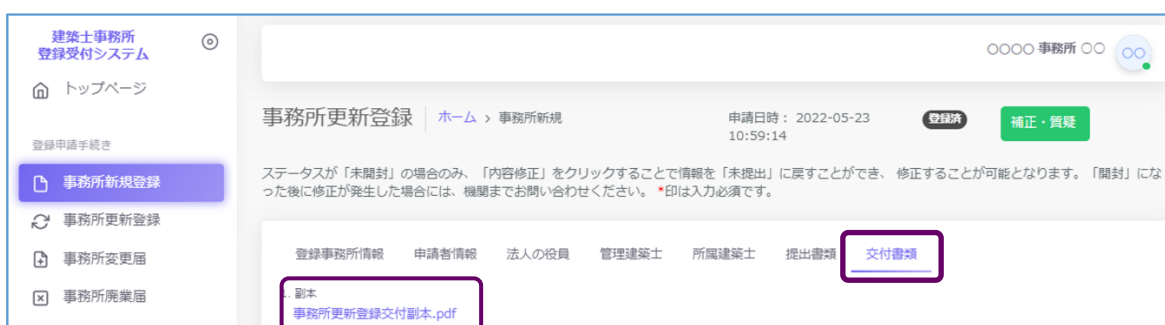 建築士事務所
登録受付システム
○○○○ 事務所 ○○
○○
トップページ
登録申請手続き
事務所新規登録
事務所更新登録
事務所変更届
事務所廃業届
事務所更新登録
ホーム > 事務所新規
申請日時： 2022-05-23
10:59:14
登録済
補正・質疑
ステータスが「未開封」の場合のみ、「内容修正」をクリックすることで情報を「未提出」に戻すことができ、 修正することが可能となります。「開封」にな
った後に修正が発生した場合には、機関までお問い合わせください。 *印は入力必須です。
登録事務所情報 申請者情報 法人の役員 管理建築士 所属建築士 提出書類 交付書類
. 副本
事務所更新登録交付副本.pdf